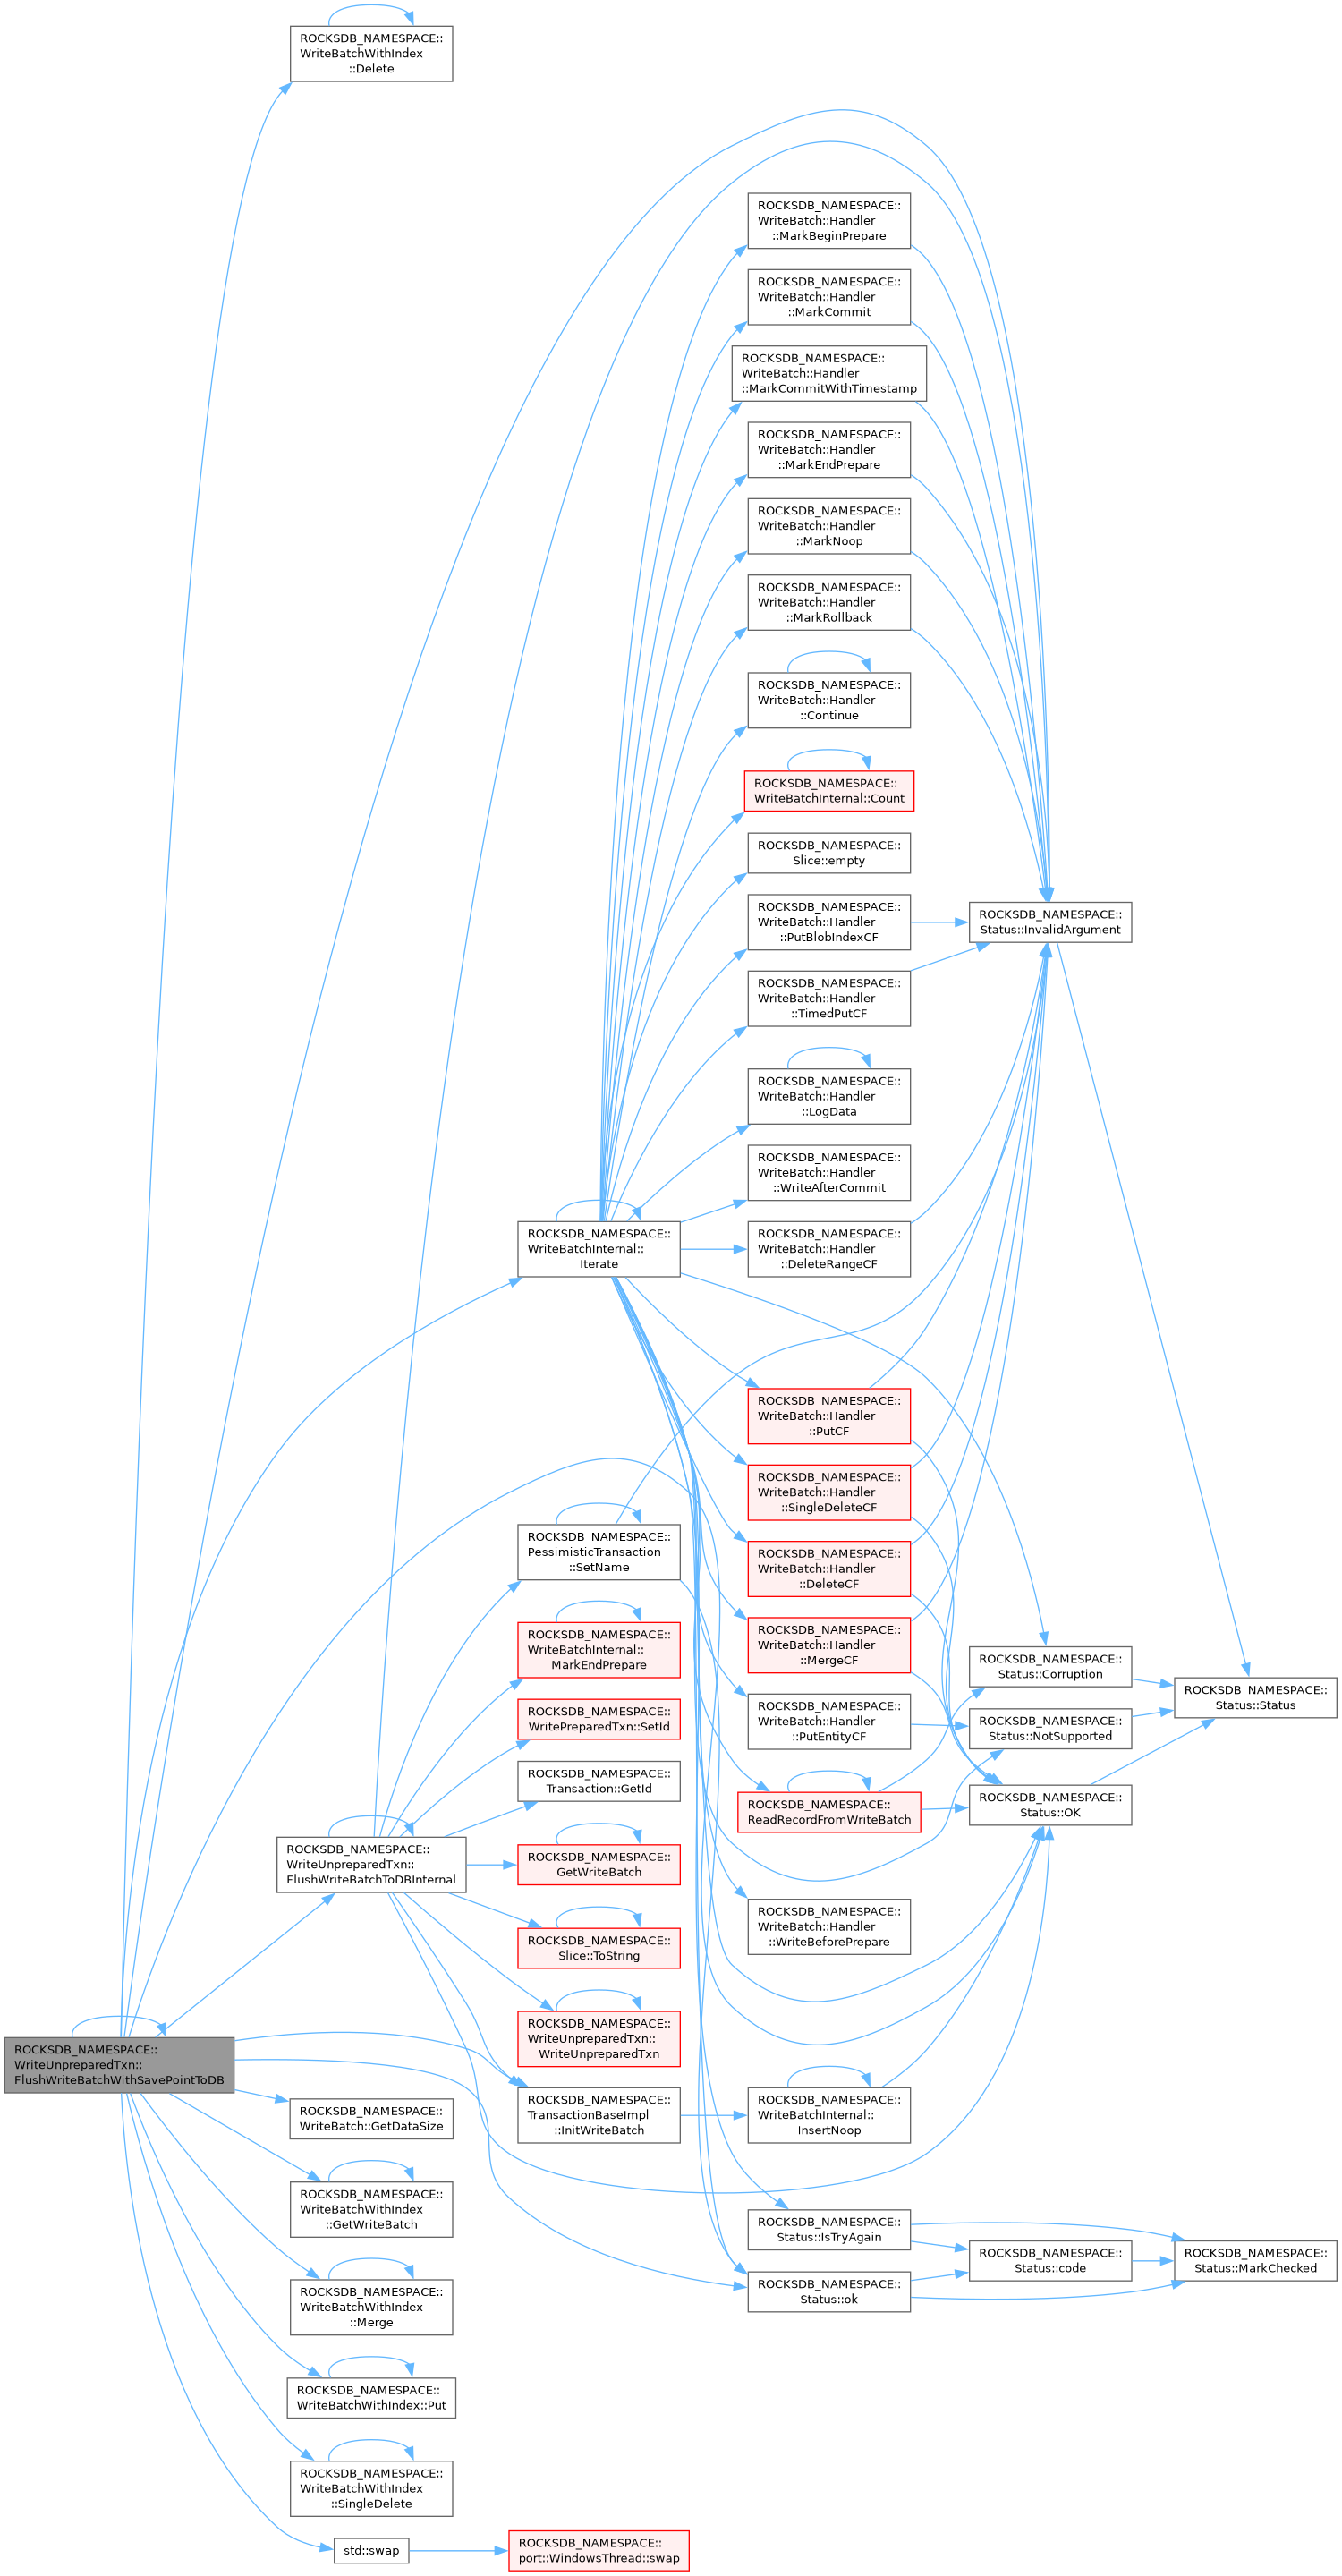 ROCKSDB_NAMESPACE::
WriteBatchWithIndex
::Delete
ROCKSDB_NAMESPACE::
WriteBatch::Handler
::MarkBeginPrepare
ROCKSDB_NAMESPACE::
WriteBatch::Handler
::MarkCommit
ROCKSDB_NAMESPACE::
WriteBatch::Handler
::MarkCommitWithTimestamp
ROCKSDB_NAMESPACE::
WriteBatch::Handler
::MarkEndPrepare
ROCKSDB_NAMESPACE::
WriteBatch::Handler
::MarkNoop
ROCKSDB_NAMESPACE::
WriteBatch::Handler
::MarkRollback
ROCKSDB_NAMESPACE::
WriteBatch::Handler
::Continue
ROCKSDB_NAMESPACE::
WriteBatchInternal::Count
ROCKSDB_NAMESPACE::
Slice::empty
ROCKSDB_NAMESPACE::
WriteBatch::Handler
::PutBlobIndexCF
ROCKSDB_NAMESPACE::
Status::InvalidArgument
ROCKSDB_NAMESPACE::
WriteBatch::Handler
::TimedPutCF
ROCKSDB_NAMESPACE::
WriteBatch::Handler
::LogData
ROCKSDB_NAMESPACE::
WriteBatch::Handler
::WriteAfterCommit
ROCKSDB_NAMESPACE::
WriteBatchInternal::
Iterate
ROCKSDB_NAMESPACE::
WriteBatch::Handler
::DeleteRangeCF
ROCKSDB_NAMESPACE::
WriteBatch::Handler
::PutCF
ROCKSDB_NAMESPACE::
WriteBatch::Handler
::SingleDeleteCF
ROCKSDB_NAMESPACE::
PessimisticTransaction
::SetName
ROCKSDB_NAMESPACE::
WriteBatch::Handler
::DeleteCF
ROCKSDB_NAMESPACE::
WriteBatchInternal::
MarkEndPrepare
ROCKSDB_NAMESPACE::
WriteBatch::Handler
::MergeCF
ROCKSDB_NAMESPACE::
Status::Corruption
ROCKSDB_NAMESPACE::
Status::Status
ROCKSDB_NAMESPACE::
WritePreparedTxn::SetId
ROCKSDB_NAMESPACE::
WriteBatch::Handler
::PutEntityCF
ROCKSDB_NAMESPACE::
Status::NotSupported
ROCKSDB_NAMESPACE::
Transaction::GetId
ROCKSDB_NAMESPACE::
ReadRecordFromWriteBatch
ROCKSDB_NAMESPACE::
Status::OK
ROCKSDB_NAMESPACE::
WriteUnpreparedTxn::
FlushWriteBatchToDBInternal
ROCKSDB_NAMESPACE::
GetWriteBatch
ROCKSDB_NAMESPACE::
Slice::ToString
ROCKSDB_NAMESPACE::
WriteBatch::Handler
::WriteBeforePrepare
ROCKSDB_NAMESPACE::
WriteUnpreparedTxn::
WriteUnpreparedTxn
ROCKSDB_NAMESPACE::
WriteUnpreparedTxn::
FlushWriteBatchWithSavePointToDB
ROCKSDB_NAMESPACE::
WriteBatch::GetDataSize
ROCKSDB_NAMESPACE::
TransactionBaseImpl
::InitWriteBatch
ROCKSDB_NAMESPACE::
WriteBatchInternal::
InsertNoop
ROCKSDB_NAMESPACE::
WriteBatchWithIndex
::GetWriteBatch
ROCKSDB_NAMESPACE::
Status::IsTryAgain
ROCKSDB_NAMESPACE::
Status::code
ROCKSDB_NAMESPACE::
Status::MarkChecked
ROCKSDB_NAMESPACE::
WriteBatchWithIndex
::Merge
ROCKSDB_NAMESPACE::
Status::ok
ROCKSDB_NAMESPACE::
WriteBatchWithIndex::Put
ROCKSDB_NAMESPACE::
WriteBatchWithIndex
::SingleDelete
std::swap
ROCKSDB_NAMESPACE::
port::WindowsThread::swap